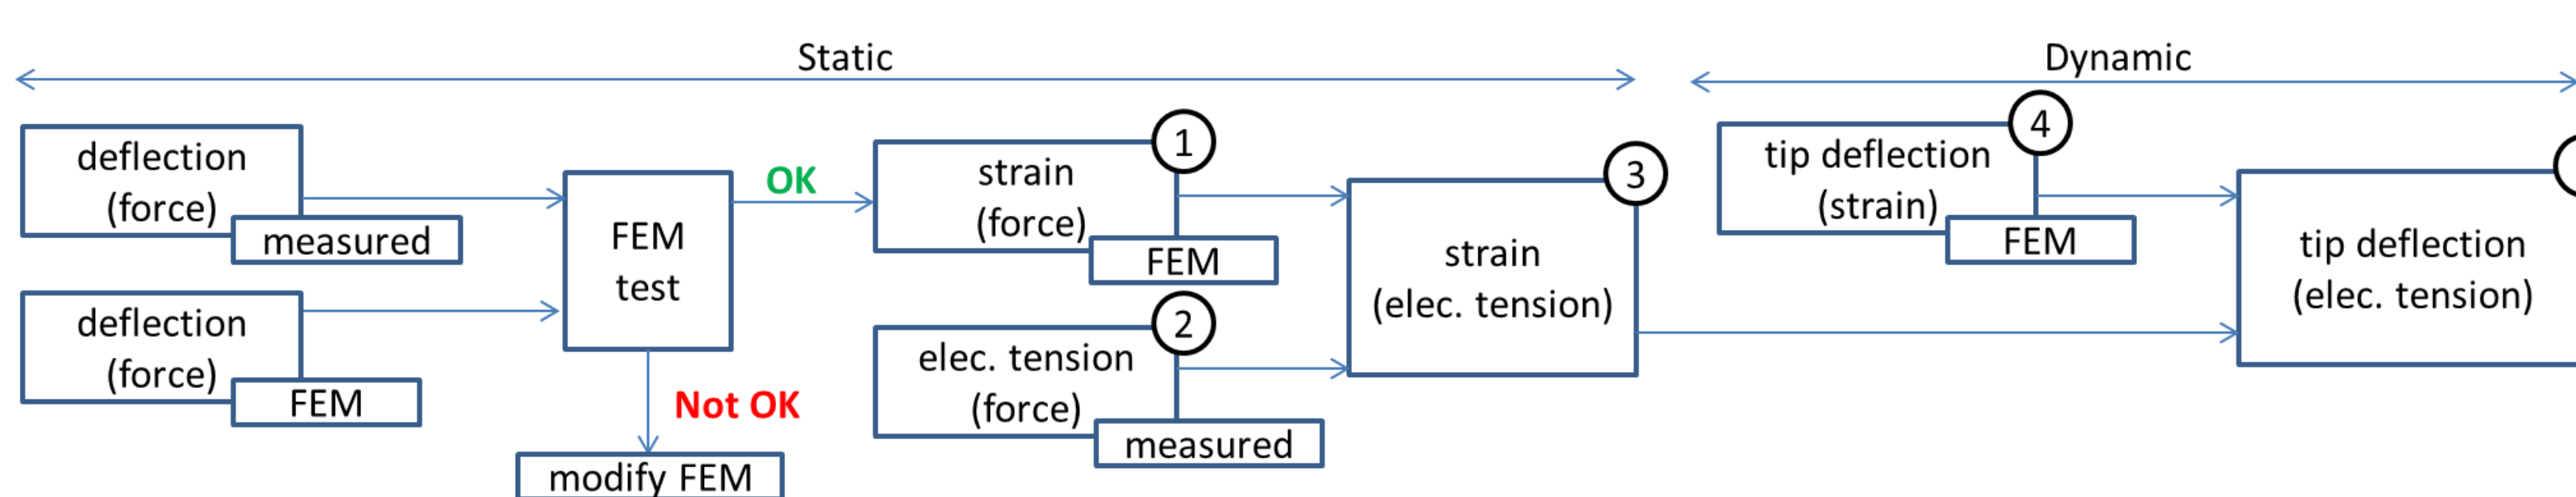 Static
Dynamic
deflection
(force)
measured
deflection
(force)
FEM
FEM
test
OK
Not OK
modify FEM
1
strain
(force)
FEM
2
elec. tension
(force)
measured
3
strain
(elec. tension)
4
tip deflection
(strain)
FEM
tip deflection
(elec. tension)